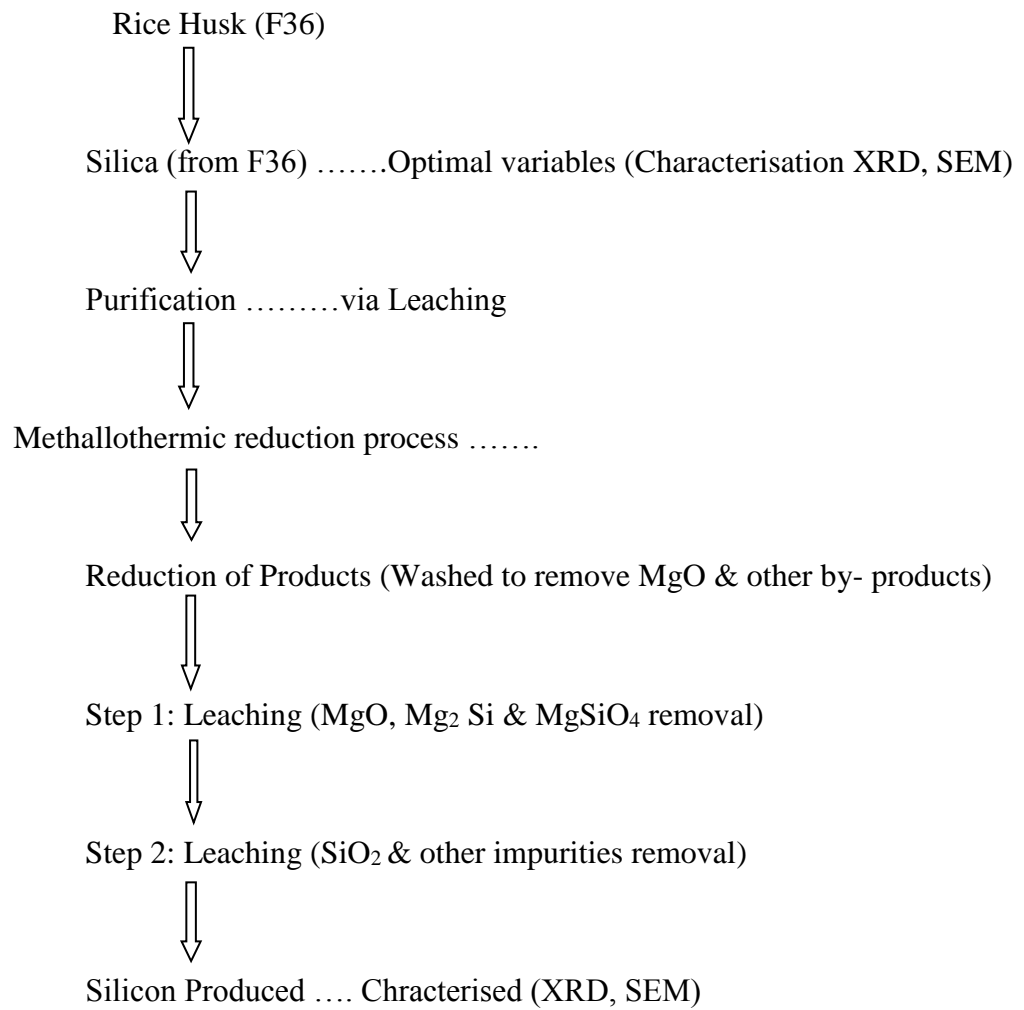 Rice Husk (F36)
Silica (from F36) …….Optimal variables (Characterisation XRD, SEM)
Purification ………via Leaching
Methallothermic reduction process …….
Reduction of Products (Washed to remove MgO & other by- products)
Step 1: Leaching (MgO, Mg₂ Si & MgSiO₄ removal)
Step 2: Leaching (SiO₂ & other impurities removal)
Silicon Produced …. Chracterised (XRD, SEM)